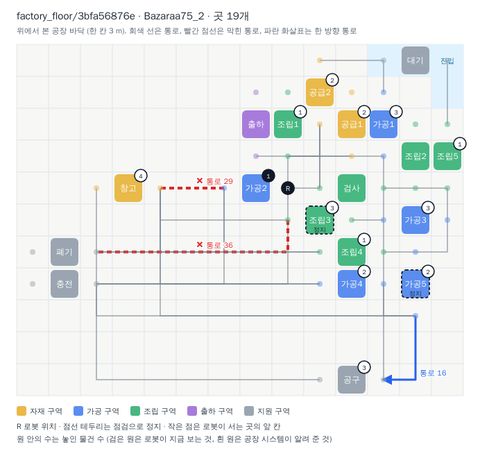 factory_floor/3bfa56876e · Bazaraa75_2 · 곳 19개
위에서 본 공장 바닥 (한 칸 3 m). 회색 선은 통로, 빨간 점선은 막힌 통로, 파란 화살표는 한 방향 통로
대기
진입
공급2
2
출하
조립1
1
공급1
2
가공1
3
조립2
조립5
1
창고
4
통로 29
가공2
1
R
검사
조립3
정지
3
가공3
3
폐기
통로 36
조립4
1
충전
가공4
2
가공5
정지
2
통로 16
공구
3
자재 구역
가공 구역
조립 구역
출하 구역
지원 구역
R 로봇 위치 · 점선 테두리는 점검으로 정지 · 작은 점은 로봇이 서는 곳의 앞 칸
원 안의 수는 놓인 물건 수 (검은 원은 로봇이 지금 보는 것, 흰 원은 공장 시스템이 알려 준 것)